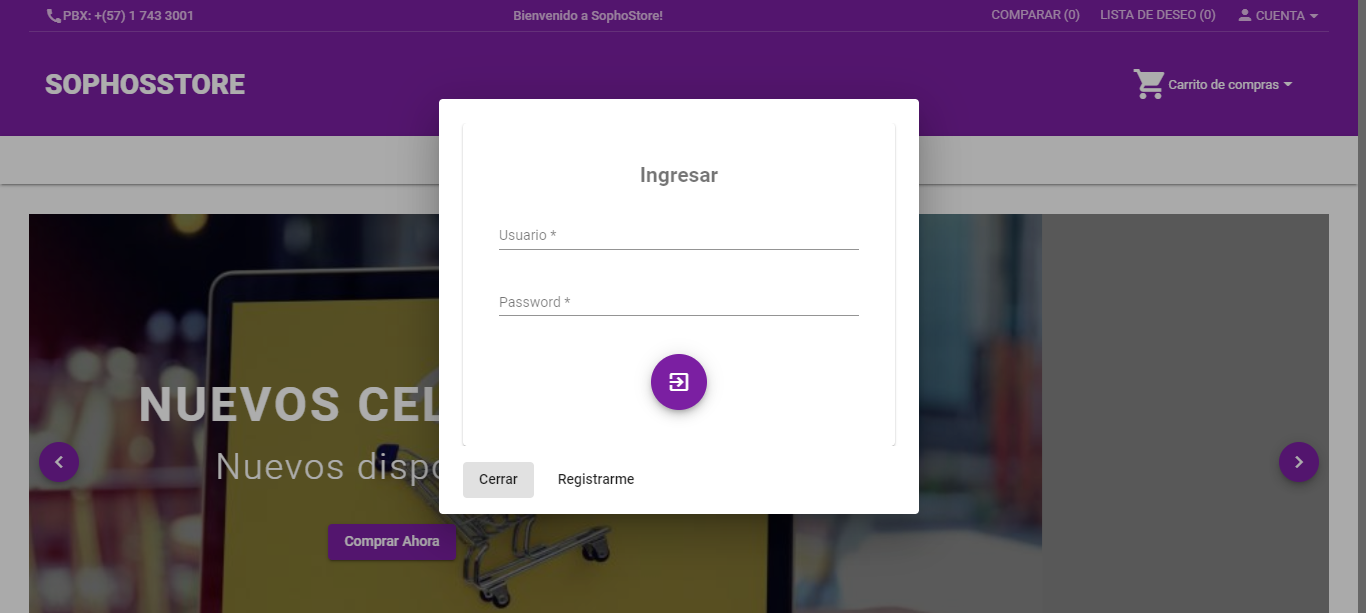 PBX: +(57) 1 743 3001
Bienvenido a SophoStore!
COMPARAR (0)
LISTA DE DESEO (0)
CUENTA
SOPHOSSTORE
Carrito de compras
Ingresar
Usuario *
Password *
Cerrar
Registrarme
NUEVOS CEL
Nuevos dispo
Comprar Ahora